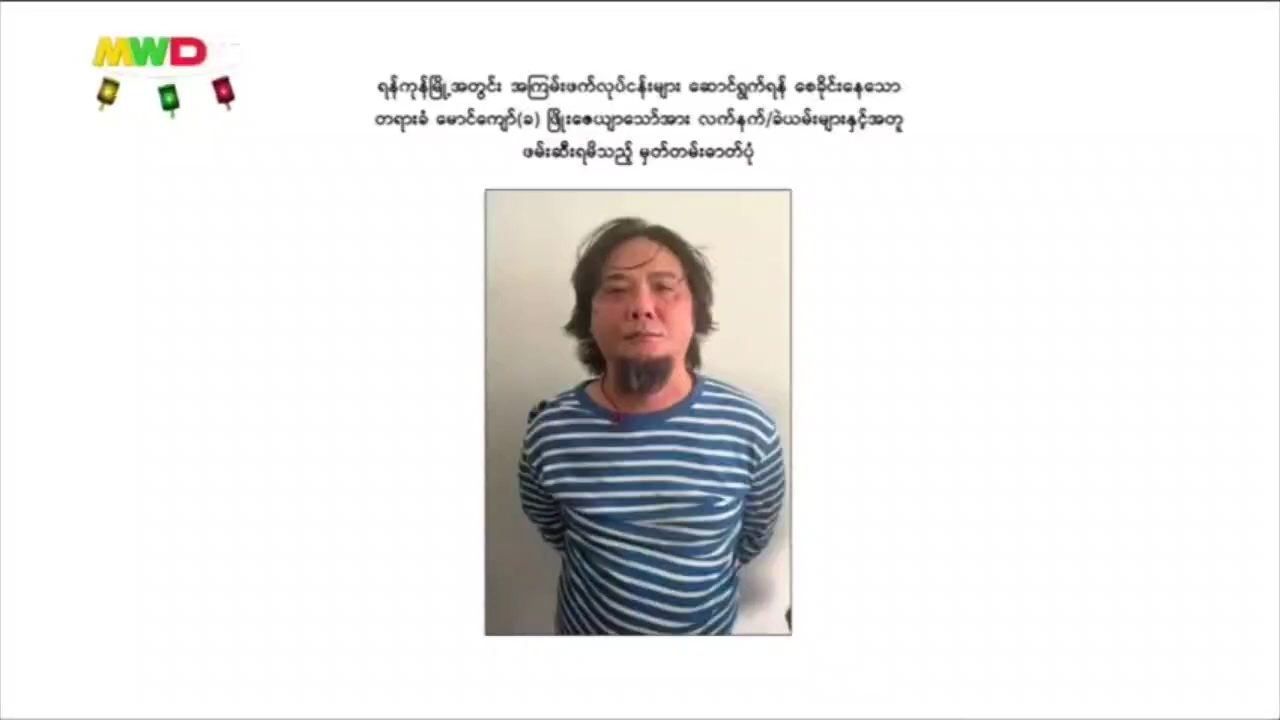 MWD
ရန်ကုန်မြို့အတွင်း အကြမ်းဖက်လုပ်ငန်းများ ဆောင်ရွက်ရန် စေခိုင်းနေသော
တရားခံ မောင်ကျော်(ခ) ဖြိုးဇေယျာသော်အား လက်နက်/ခဲယမ်းများနှင့်အတူ
ဖမ်းဆီးရမိသည့် မှတ်တမ်းဓာတ်ပုံ